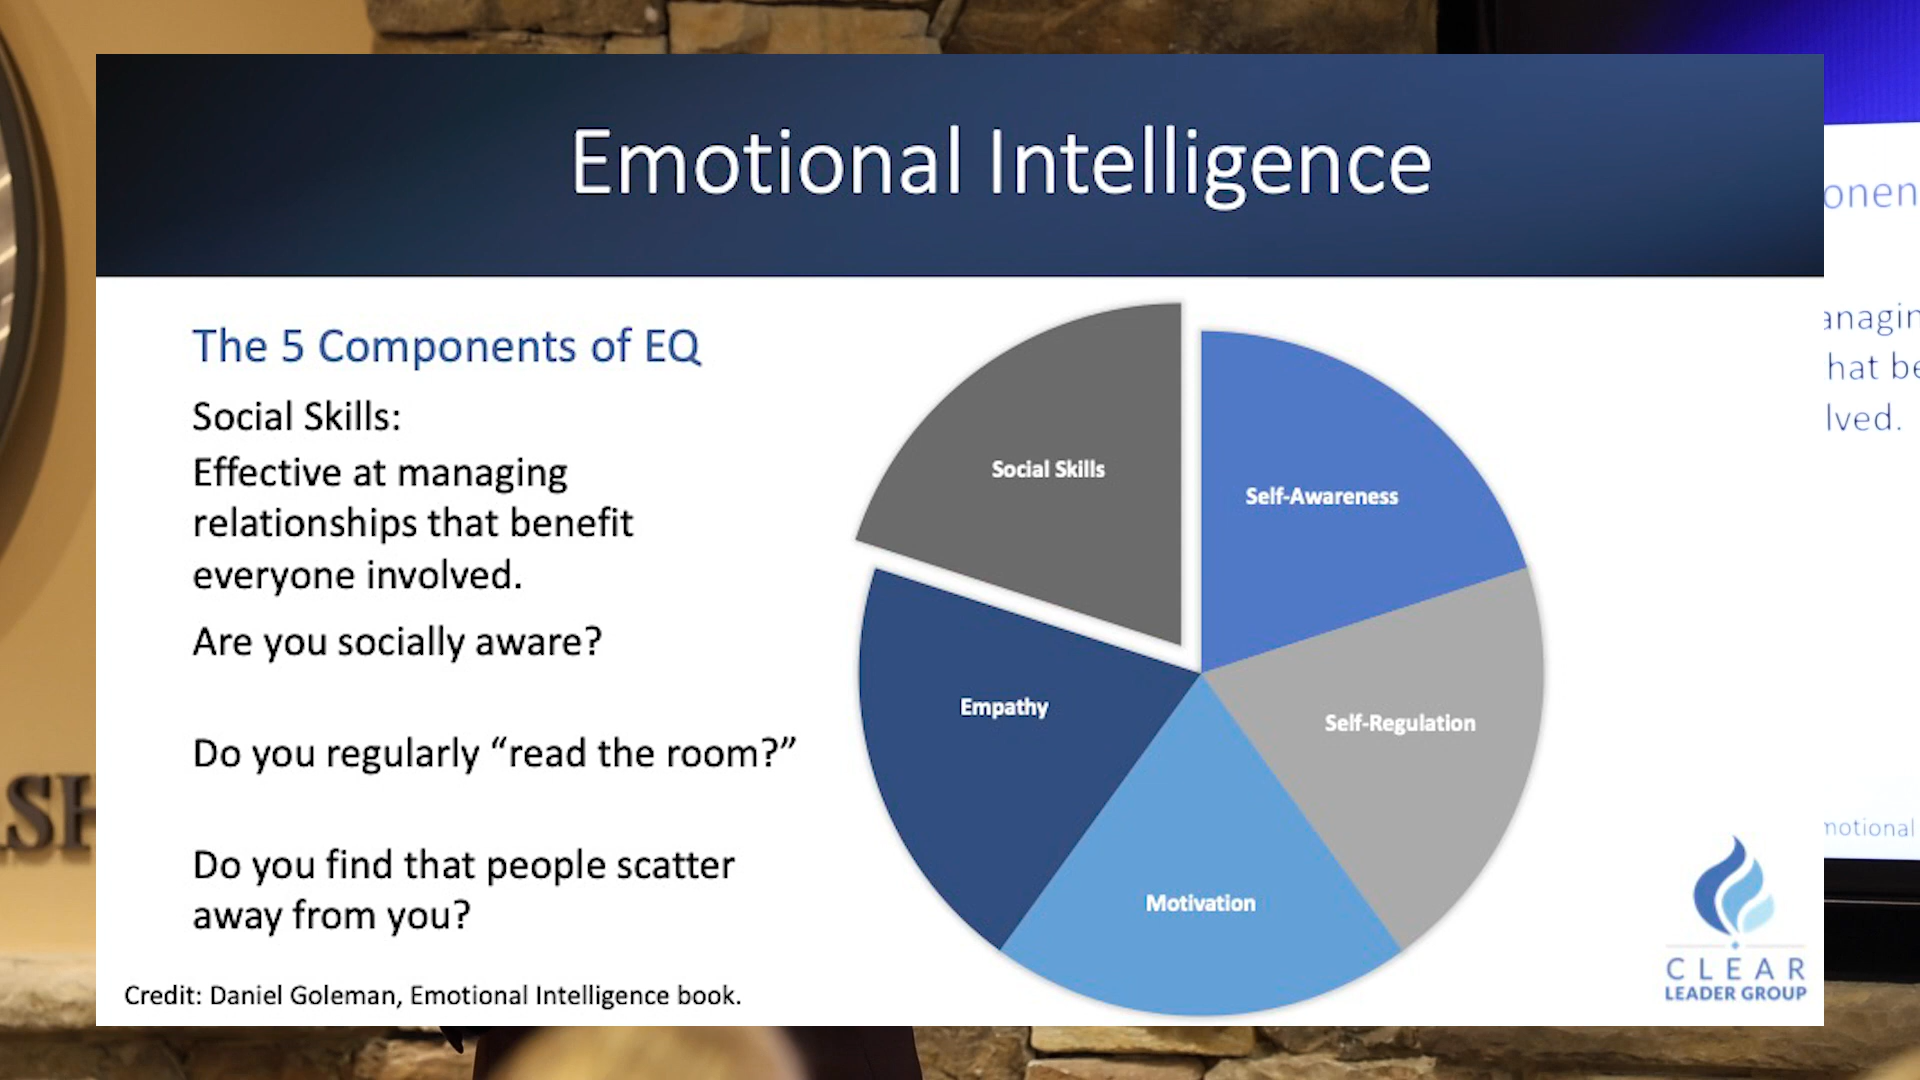 Emotional Intelligence
The 5 Components of EQ
Social Skills:
Effective at managing
relationships that benefit
everyone involved.
Are you socially aware?
Do you regularly “read the room?”
Do you find that people scatter
away from you?
Credit: Daniel Goleman, Emotional Intelligence book.
Social Skills
Self-Awareness
Empathy
Self-Regulation
Motivation
CLEAR
LEADER GROUP
lved.